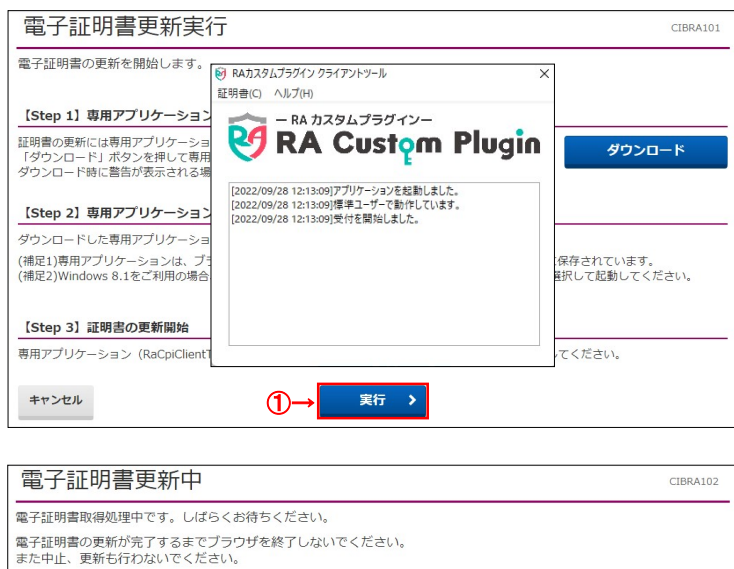 電子証明書更新実行
CIBRA101
電子証明書の更新を開始します。
RAカスタムプラグイン クライアントツール
証明書(C) ヘルプ(H)
― RA カスタムプラグイン―
RA Custom Plugin
[2022/09/28 12:13:09]アプリケーションを起動しました。
[2022/09/28 12:13:09]標準ユーザーで動作しています。
[2022/09/28 12:13:09]受付を開始しました。
【Step 1】専用アプリケーション
証明書の更新には専用アプリケーショ
「ダウンロード」ボタンを押して専用
ダウンロード時に警告が表示される場
ダウンロード
【Step 2】専用アプリケーション
ダウンロードした専用アプリケーショ
(補足1)専用アプリケーションは、ブラ
保存されています。
(補足2)Windows 8.1をご利用の場合
選択して起動してください。
【Step 3】証明書の更新開始
専用アプリケーション（RaCpiClientT
てください。
キャンセル
①→
実行
電子証明書更新中
CIBRA102
電子証明書取得処理中です。しばらくお待ちください。
電子証明書の更新が完了するまでブラウザを終了しないでください。
また中止、更新も行わないでください。